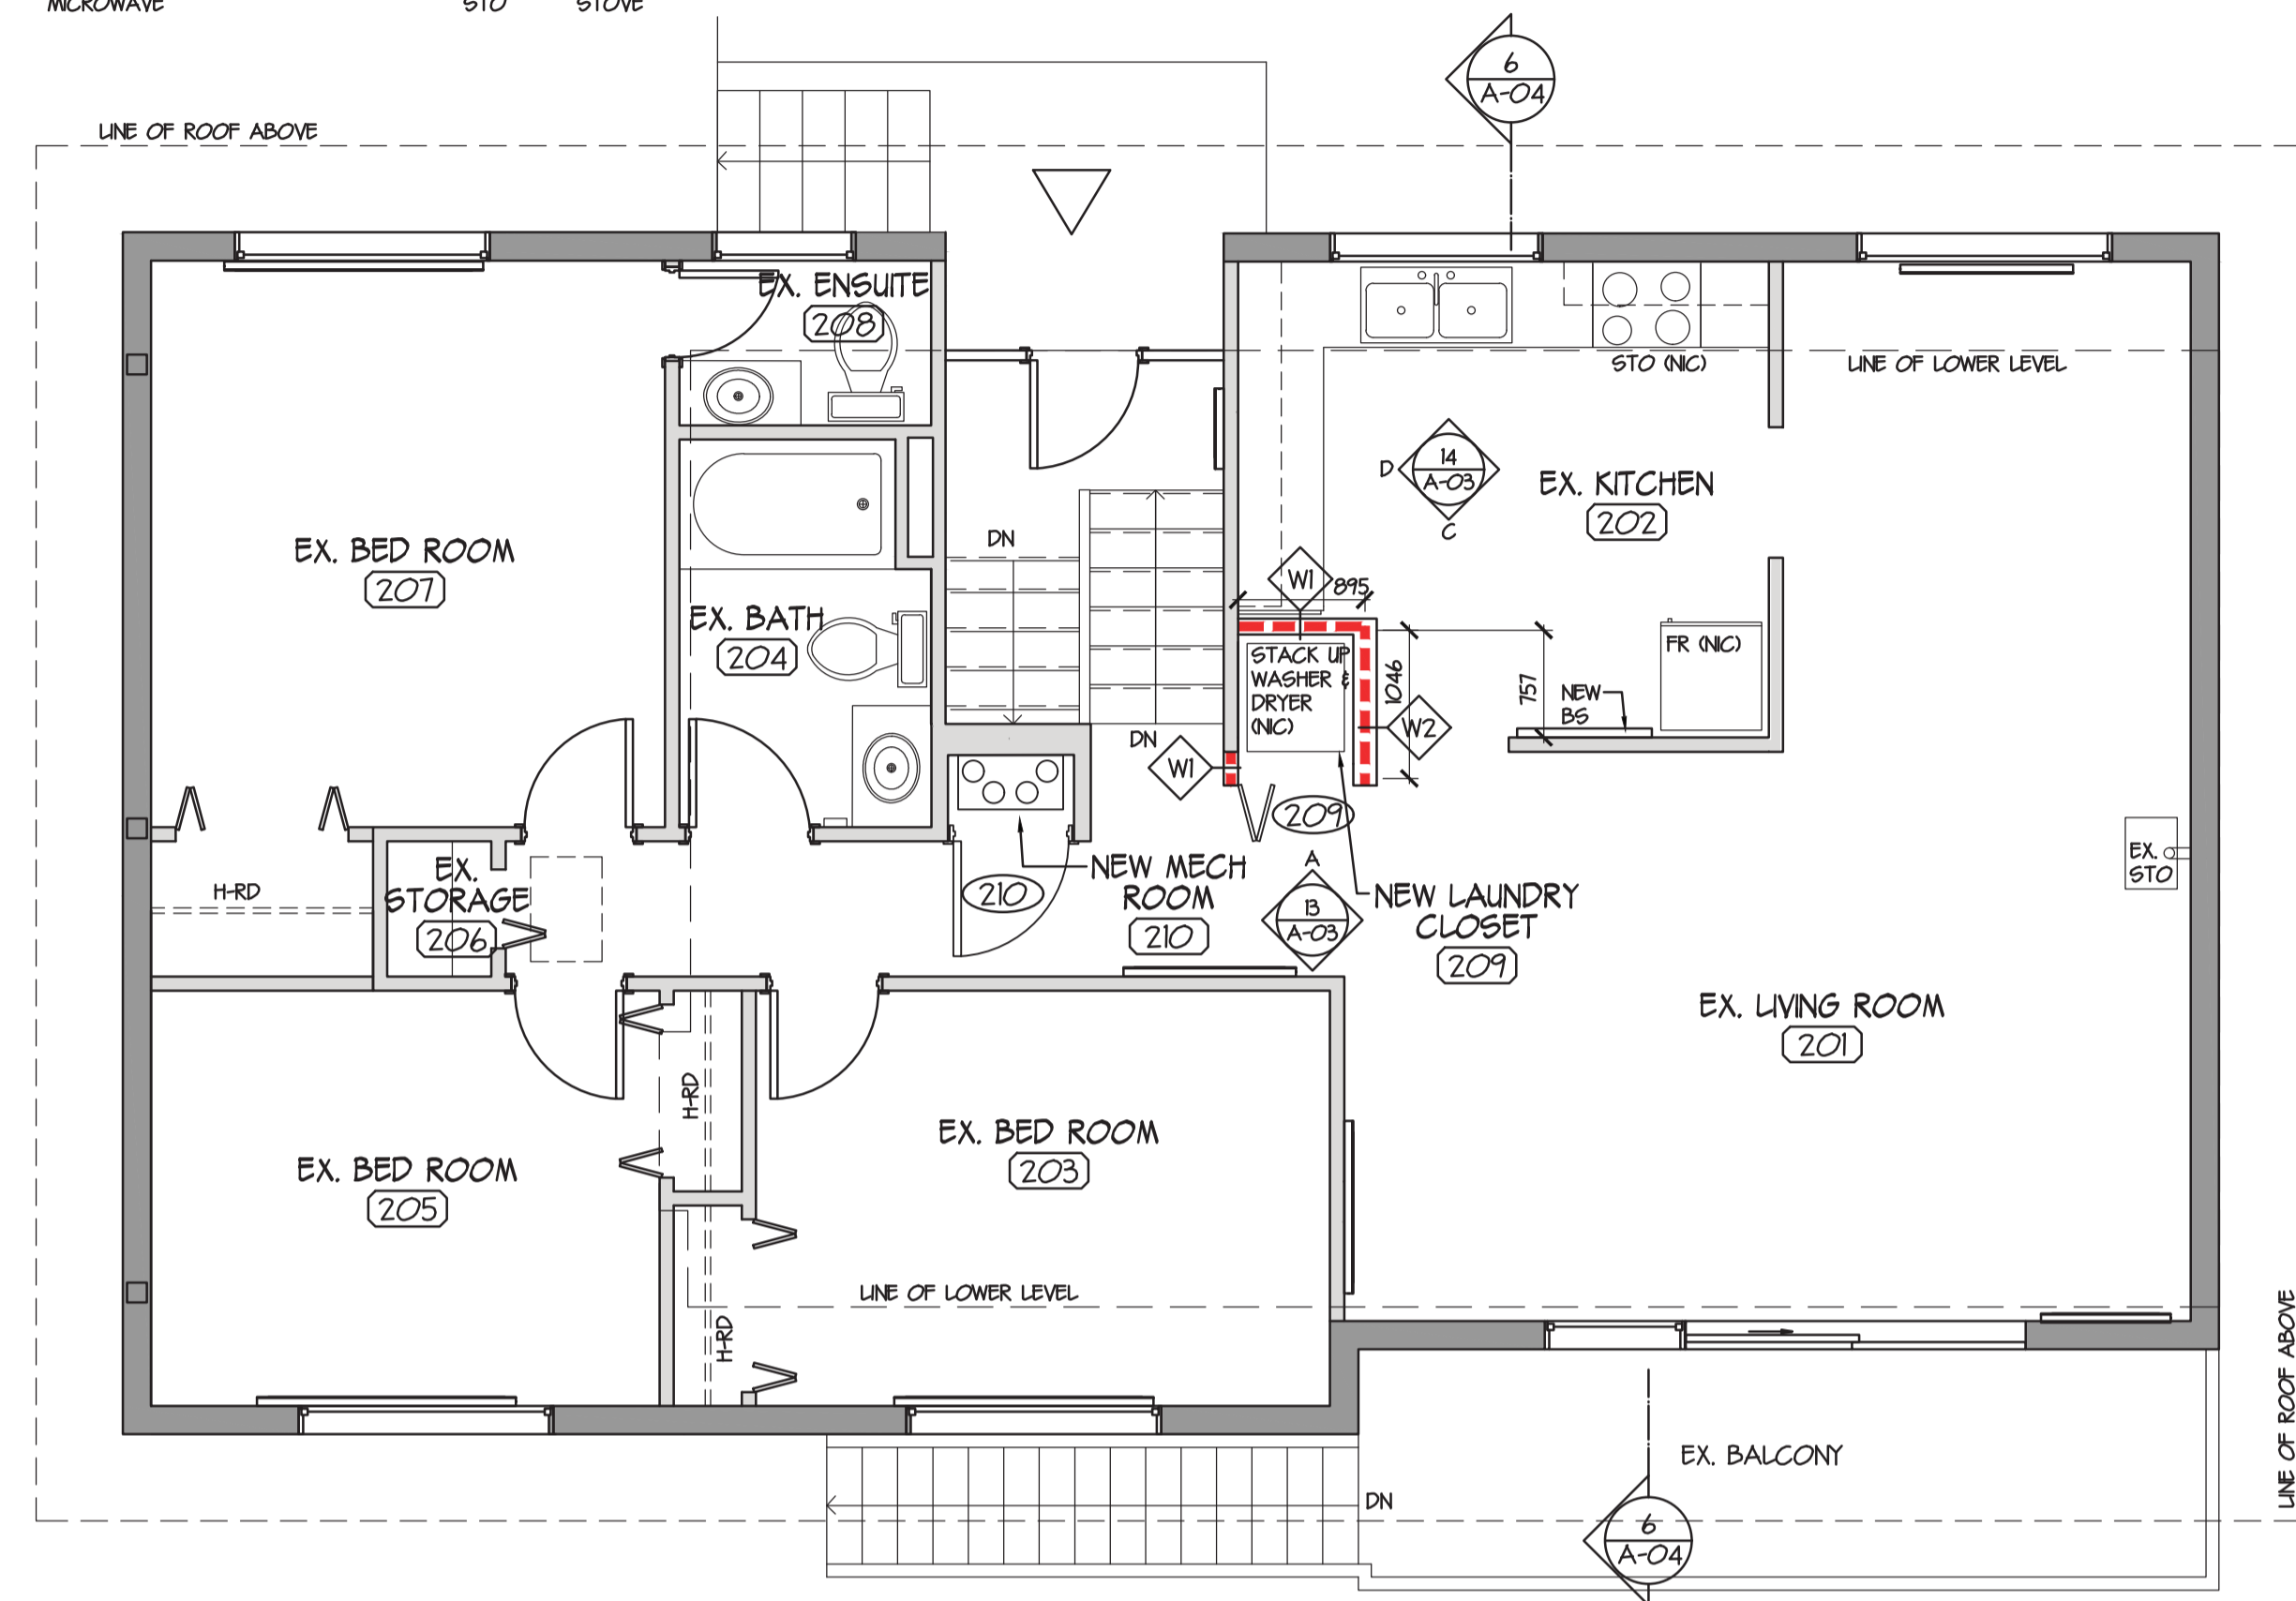 MICROWAVE
STO
STOVE
6
A-04
LINE OF ROOF ABOVE
EX. ENSUITE
208
STO (NIC)
LINE OF LOWER LEVEL
14
A-03
D
C
EX. KITCHEN
202
DN
EX. BED ROOM
207
W1
895
EX. BATH
204
STACK UP
WASHER &
DRYER
(NIC)
1046
W2
757
FR (NIC)
NEW
BS
DN
W1
209
EX.
STO
EX.
STORAGE
206
H-RD
210
NEW MECH
ROOM
210
A
13
A-03
NEW LAUNDRY
CLOSET
209
EX. LIVING ROOM
201
H-RD
EX. BED ROOM
203
EX. BED ROOM
205
LINE OF LOWER LEVEL
H-RD
LINE OF ROOF ABOVE
EX. BALCONY
DN
6
A-04